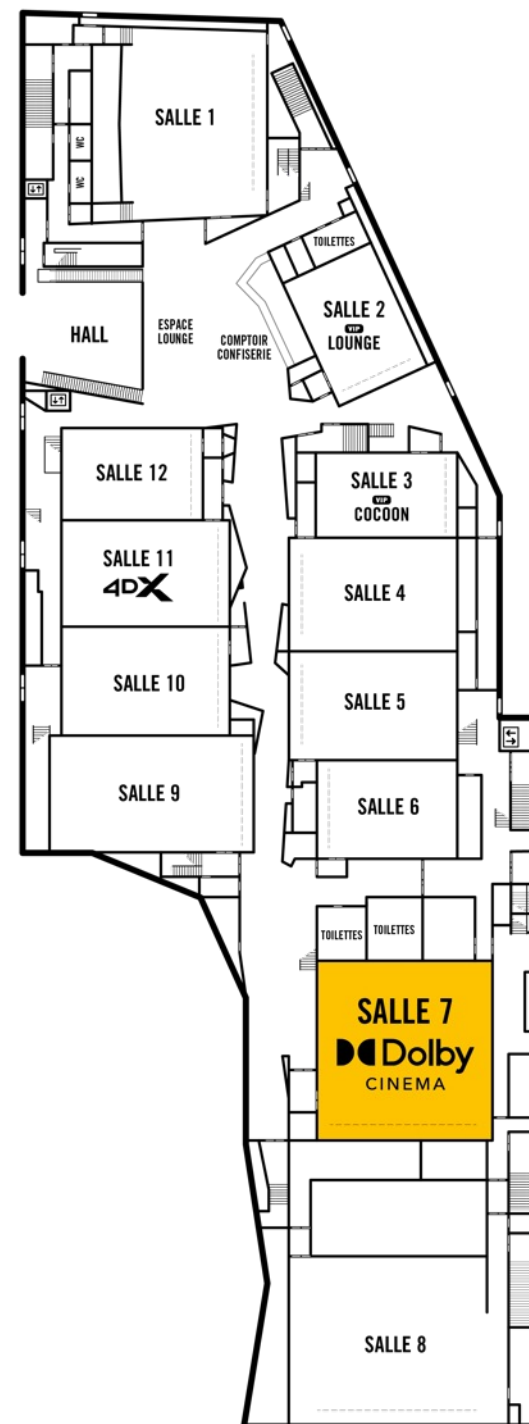 SALLE 1
WC
WC
TOILETTES
SALLE 2
VIP
LOUNGE
HALL
ESPACE
LOUNGE
COMPTOIR
CONFISERIE
SALLE 12
SALLE 3
VIP
COCOON
SALLE 11
4DX
SALLE 4
SALLE 10
SALLE 5
SALLE 9
SALLE 6
TOILETTES
TOILETTES
SALLE 7
Dolby
CINEMA
SALLE 8